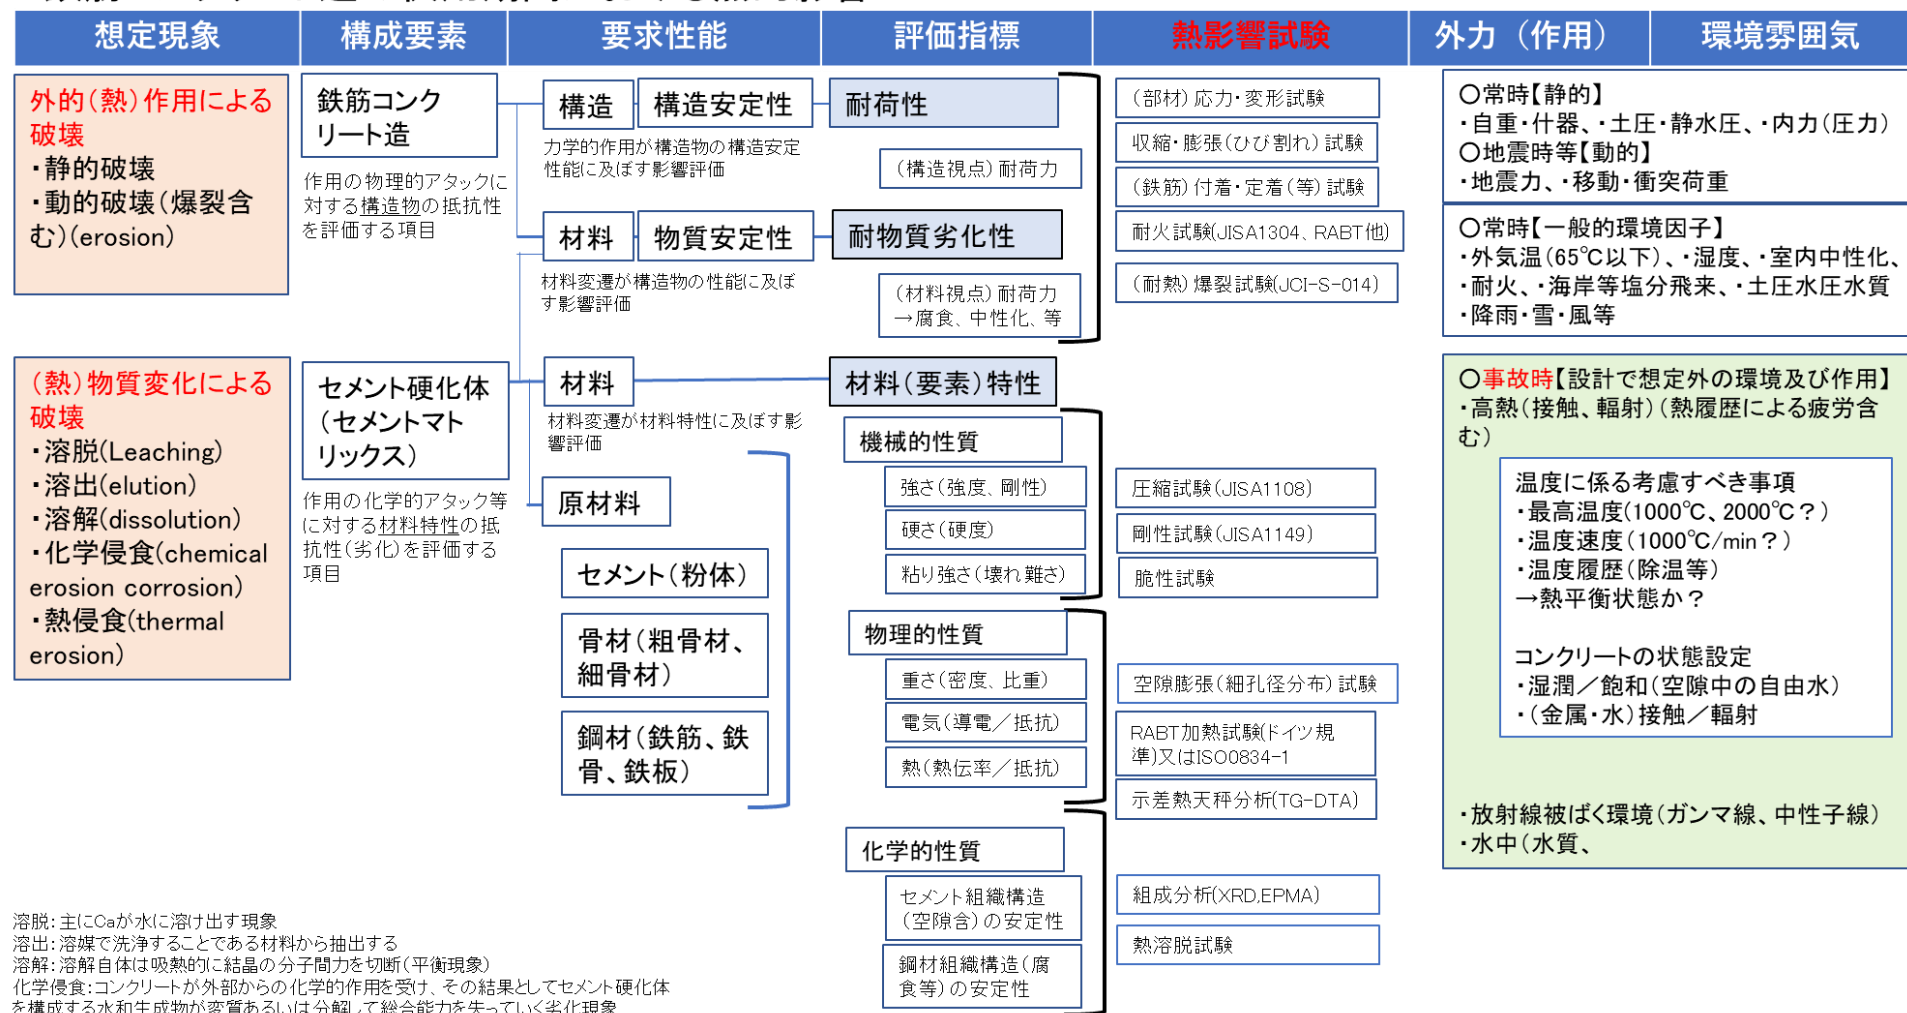 想定現象
構成要素
要求性能
評価指標
熱影響試験
外力（作用）
環境雰囲気
外的(熱)作用による
破壊
・静的破壊
・動的破壊(爆裂含
む)(erosion)
鉄筋コンク
リート造
作用の物理的アタックに
対する構造物の抵抗性
を評価する項目
構造
構造安定性
力学的作用が構造物の構造安定
性能に及ぼす影響評価
材料
物質安定性
材料変遷が構造物の性能に及ぼ
す影響評価
耐荷性
(構造視点)耐荷力
耐物質劣化性
(材料視点)耐荷力
→腐食、中性化、等
(部材)応力・変形試験
収縮・膨張(ひび割れ)試験
(鉄筋)付着・定着(等)試験
耐火試験(JISA1304、RABT他)
(耐熱)爆裂試験(JCI-S-014)
〇常時【静的】
・自重・什器、・土圧・静水圧、・内力(圧力)
〇地震時等【動的】
・地震力、・移動・衝突荷重
〇常時【一般的環境因子】
・外気温(65℃以下)、・湿度、・室内中性化、
・耐火、・海岸等塩分飛来、・土圧水圧水質
・降雨・雪・風等
(熱)物質変化による
破壊
・溶脱(Leaching)
・溶出(elution)
・溶解(dissolution)
・化学侵食(chemical
erosion corrosion)
・熱侵食(thermal
erosion)
セメント硬化体
(セメントマト
リックス)
作用の化学的アタック等
に対する材料特性の抵
抗性(劣化)を評価する
項目
材料
材料変遷が材料特性に及ぼす影
響評価
原材料
セメント(粉体)
骨材(粗骨材、
細骨材)
鋼材(鉄筋、鉄
骨、鉄板)
材料(要素)特性
機械的性質
強さ(強度、剛性)
硬さ(硬度)
粘り強さ(壊れ難さ)
物理的性質
重さ(密度、比重)
電気(導電／抵抗)
熱(熱伝率／抵抗)
化学的性質
セメント組織構造
(空隙含)の安定性
鋼材組織構造(腐
食等)の安定性
圧縮試験(JISA1108)
剛性試験(JISA1149)
脆性試験
空隙膨張(細孔径分布)試験
RABT加熱試験(ドイツ規
準)又はISO0834-1
示差熱天秤分析(TG-DTA)
組成分析(XRD,EPMA)
熱溶脱試験
〇事故時【設計で想定外の環境及び作用】
・高熱(接触、輻射)(熱履歴による疲労含
む)
温度に係る考慮すべき事項
・最高温度(1000℃、2000℃？)
・温度速度(1000℃/min？)
・温度履歴(除温等)
→熱平衡状態か？
コンクリートの状態設定
・湿潤／飽和(空隙中の自由水)
・(金属・水)接触／輻射
・放射線被ばく環境(ガンマ線、中性子線)
・水中(水質、
溶脱:主にCaが水に溶け出す現象
溶出:溶媒で洗浄することである材料から抽出する
溶解:溶解自体は吸熱的に結晶の分子間力を切断(平衡現象)
化学侵食:コンクリートが外部からの化学的作用を受け、その結果としてセメント硬化体
を構成する水和生成物が変質あるいは分解して総合能力を失っていく劣化現象